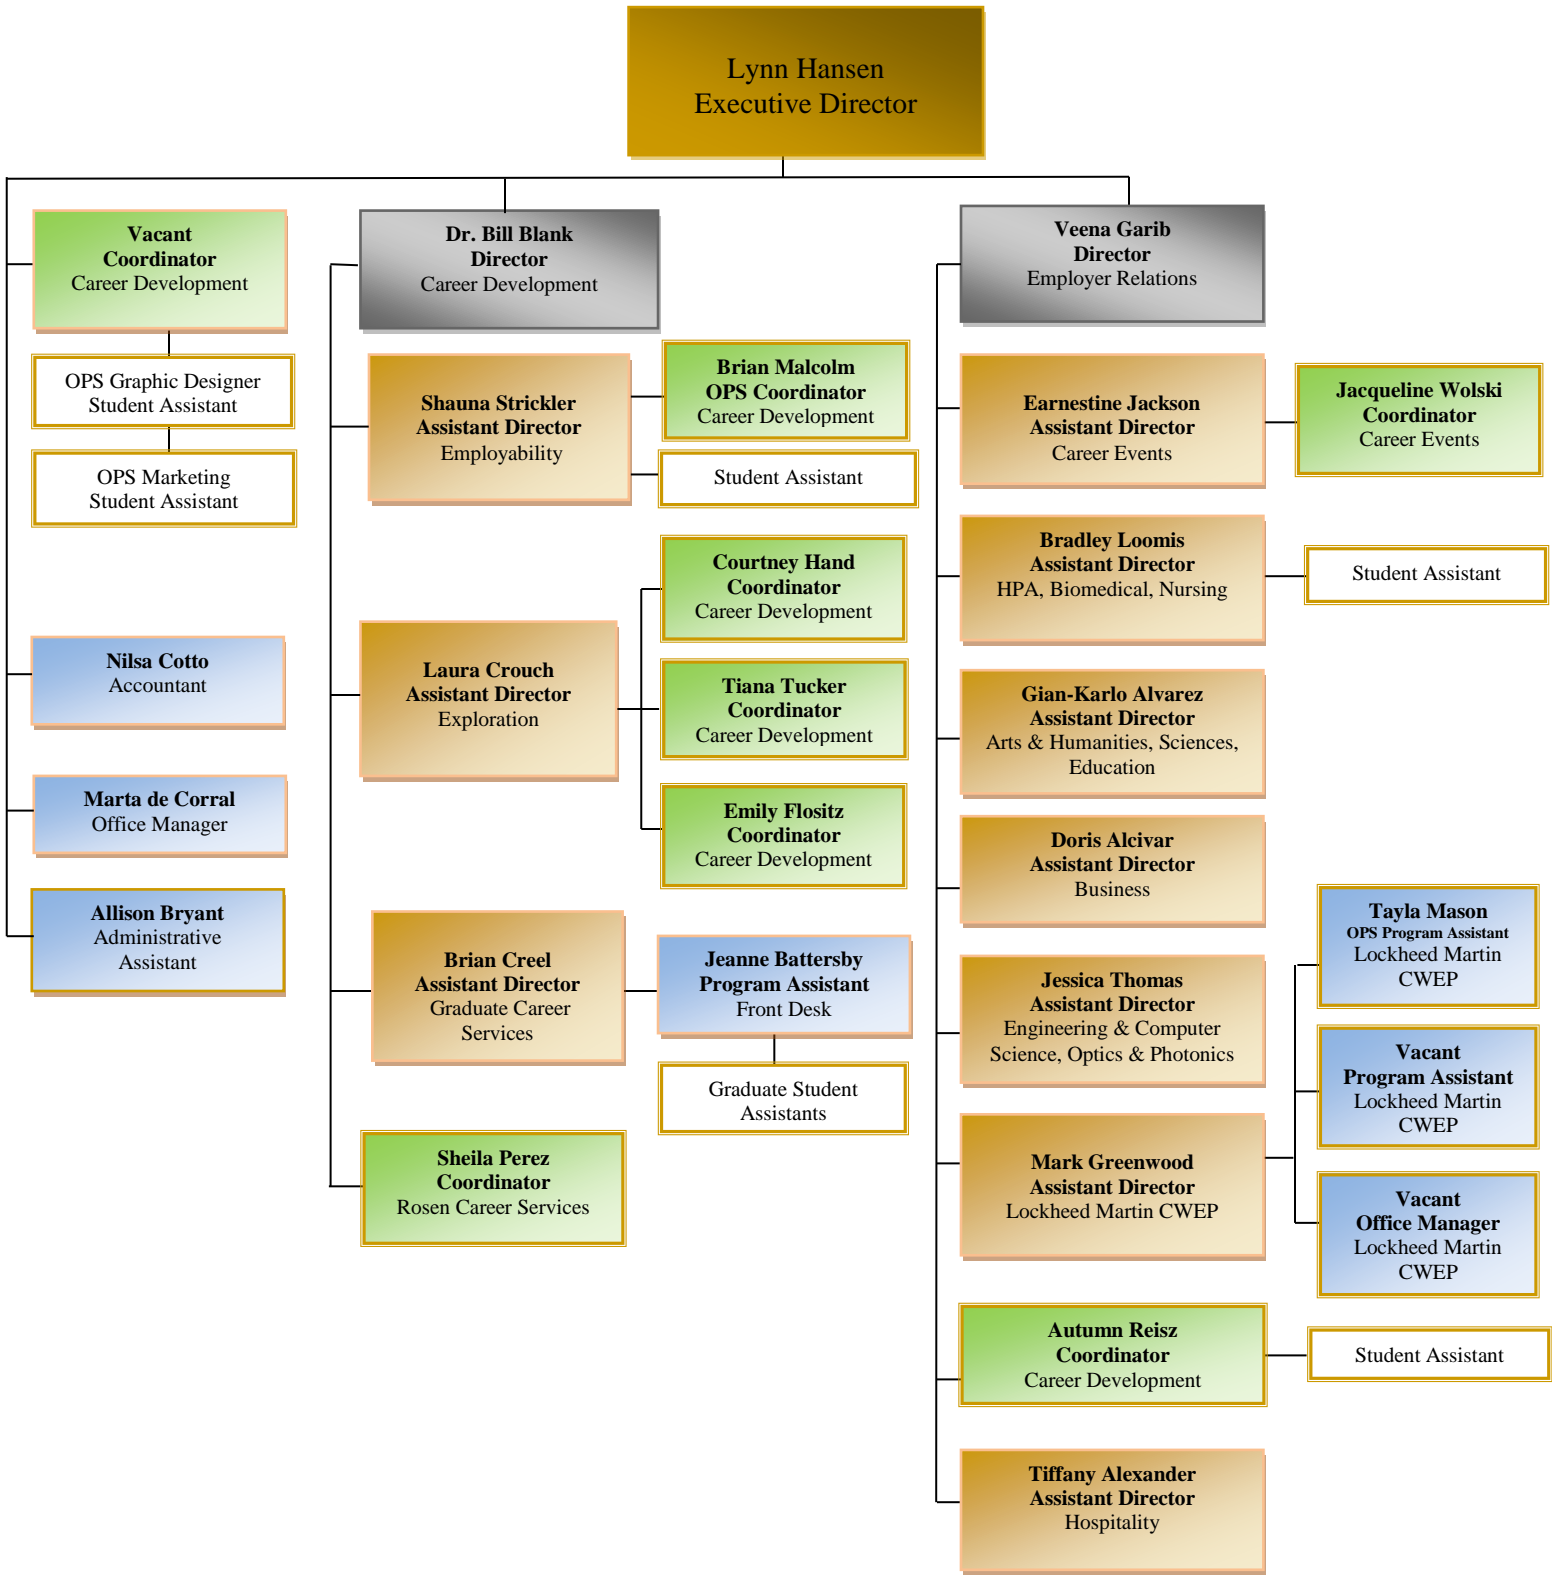 Lynn Hansen
Executive Director
Vacant
Coordinator
Career Development
OPS Graphic Designer
Student Assistant
OPS Marketing
Student Assistant
Nilsa Cotto
Accountant
Marta de Corral
Office Manager
Allison Bryant
Administrative
Assistant
Dr. Bill Blank
Director
Career Development
Shauna Strickler
Assistant Director
Employability
Brian Malcolm
OPS Coordinator
Career Development
Student Assistant
Laura Crouch
Assistant Director
Exploration
Courtney Hand
Coordinator
Career Development
Tiana Tucker
Coordinator
Career Development
Emily Flositz
Coordinator
Career Development
Brian Creel
Assistant Director
Graduate Career
Services
Jeanne Battersby
Program Assistant
Front Desk
Graduate Student
Assistants
Sheila Perez
Coordinator
Rosen Career Services
Veena Garib
Director
Employer Relations
Earnestine Jackson
Assistant Director
Career Events
Jacqueline Wolski
Coordinator
Career Events
Bradley Loomis
Assistant Director
HPA, Biomedical, Nursing
Student Assistant
Gian-Karlo Alvarez
Assistant Director
Arts & Humanities, Sciences,
Education
Doris Alcivar
Assistant Director
Business
Jessica Thomas
Assistant Director
Engineering & Computer
Science, Optics & Photonics
Mark Greenwood
Assistant Director
Lockheed Martin CWEP
Tayla Mason
OPS Program Assistant
Lockheed Martin
CWEP
Vacant
Program Assistant
Lockheed Martin
CWEP
Vacant
Office Manager
Lockheed Martin
CWEP
Autumn Reisz
Coordinator
Career Development
Student Assistant
Tiffany Alexander
Assistant Director
Hospitality